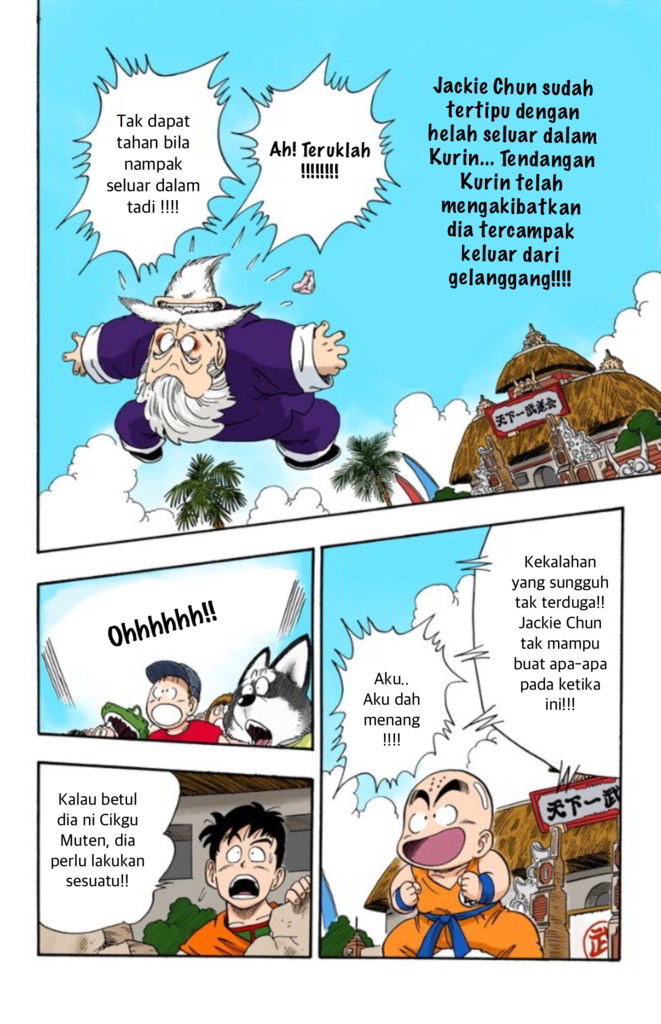 Tak dapat
tahan bila
nampak
seluar dalam
tadi !!!!
Ah! Teruklah
!!!!!!!!
Jackie Chun sudah
tertipu dengan
helah seluar dalam
Kurin... Tendangan
Kurin telah
mengakibatkan
dia tercampak
keluar dari
gelanggang!!!!
天下一武道会
Ohhhhhh!!
Kekalahan
yang sungguh
tak terduga!!
Jackie Chun
tak mampu
buat apa-apa
pada ketika
ini!!!
Aku..
Aku dah
menang
!!!!
天下一武
武
Kalau betul
dia ni Cikgu
Muten, dia
perlu lakukan
sesuatu!!